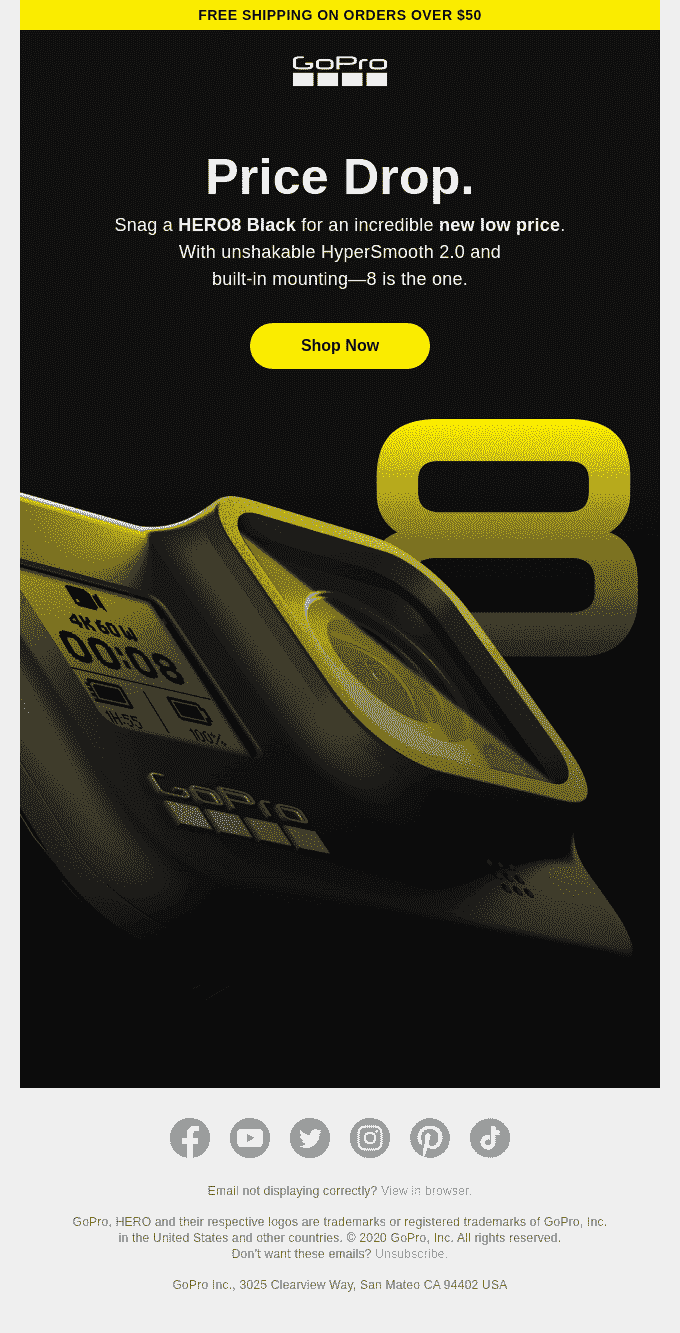 FREE SHIPPING ON ORDERS OVER $50
GoPro
Price Drop.
Snag a HERO8 Black for an incredible new low price.
With unshakable HyperSmooth 2.0 and
built-in mounting—8 is the one.
Shop Now
8
4K 60 W
00:08
1H:55
100%
GoPro
Email not displaying correctly? View in browser.
GoPro, HERO and their respective logos are trademarks or registered trademarks of GoPro, Inc.
in the United States and other countries. © 2020 GoPro, Inc. All rights reserved.
Don't want these emails? Unsubscribe.
GoPro Inc., 3025 Clearview Way, San Mateo CA 94402 USA